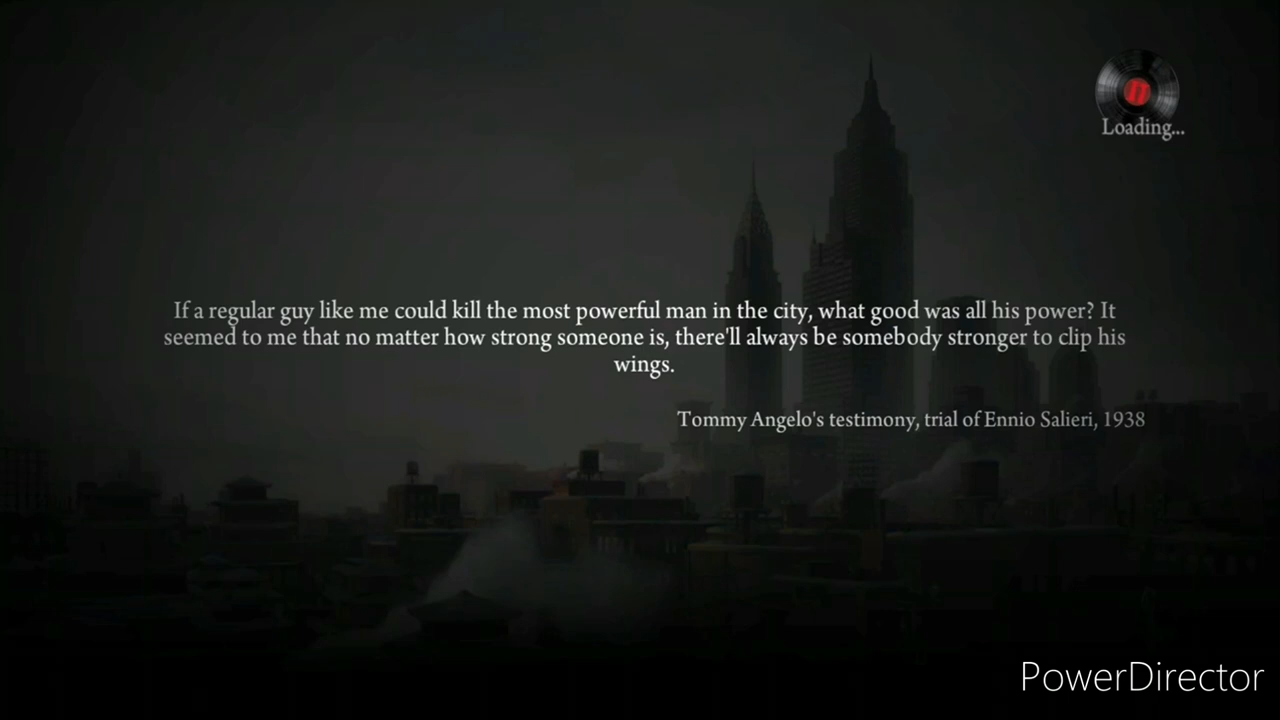 Loading...
If a regular guy like me could kill the most powerful man in the city, what good was all his power? It
seemed to me that no matter how strong someone is, there'll always be somebody stronger to clip his
wings.
Tommy Angelo's testimony, trial of Ennio Salieri, 1938
PowerDirector